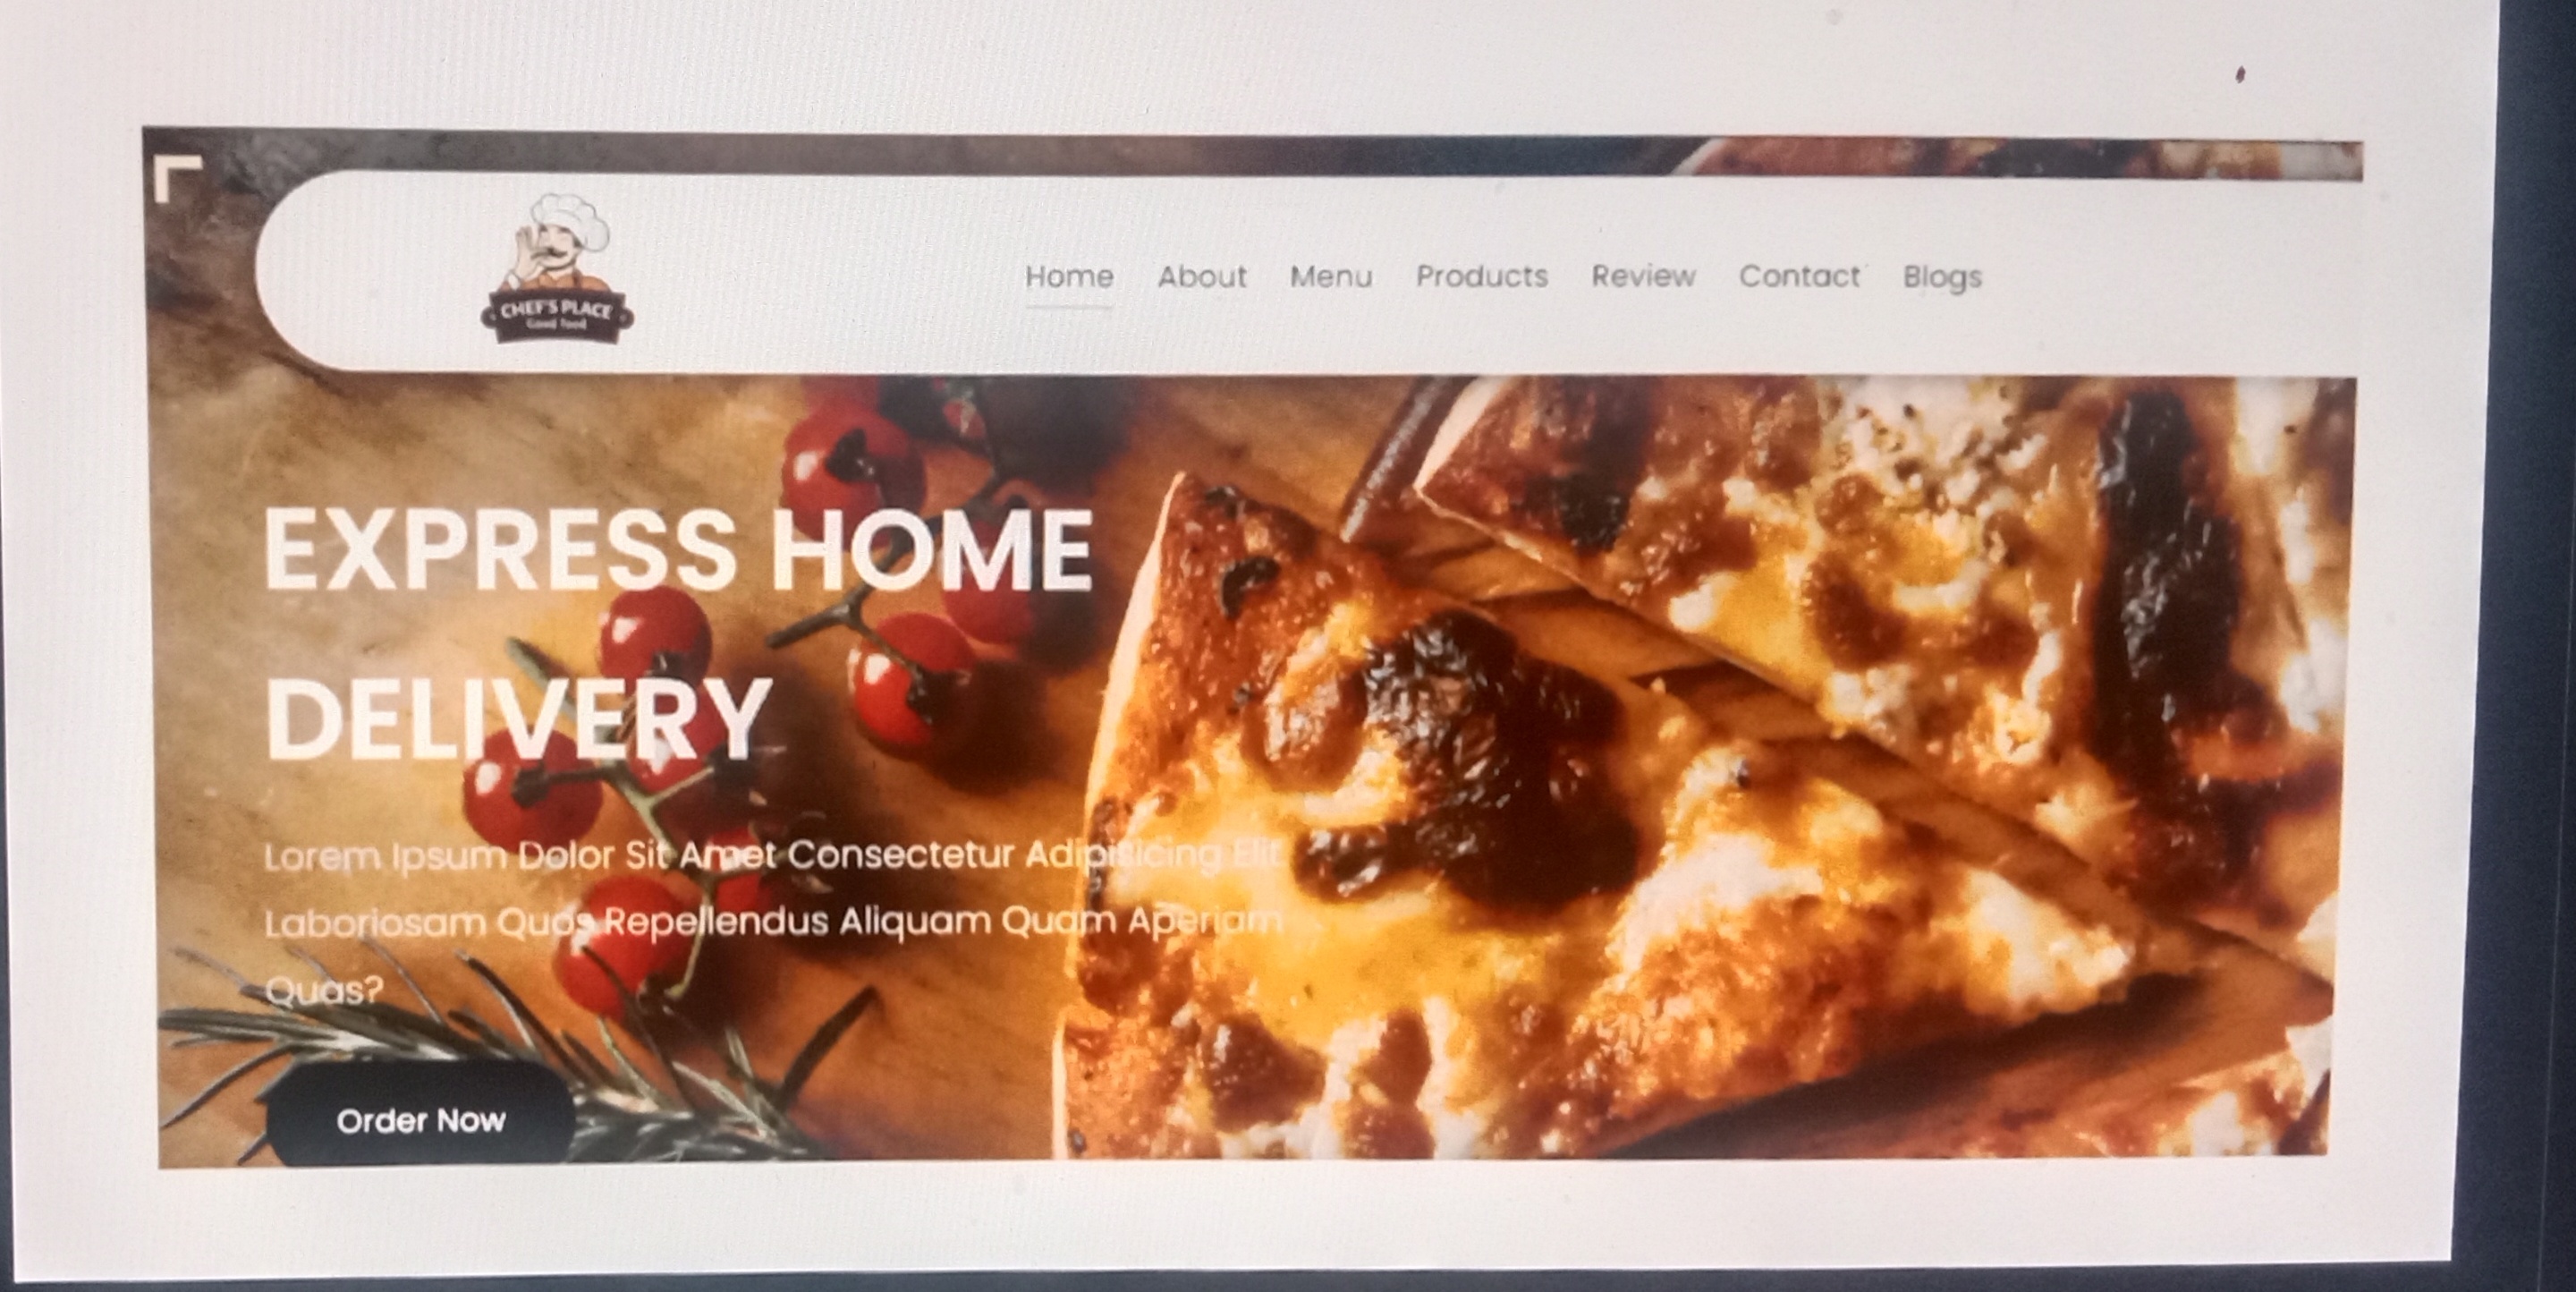 CHEF'S PLACE
Good Food
Home About Menu Products Review Contact Blogs
EXPRESS HOME
DELIVERY
Lorem Ipsum Dolor Sit Amet Consectetur Adipisicing Elit
Laboriosam Quos Repellendus Aliquam Quam Aperiam
Quas?
Order Now